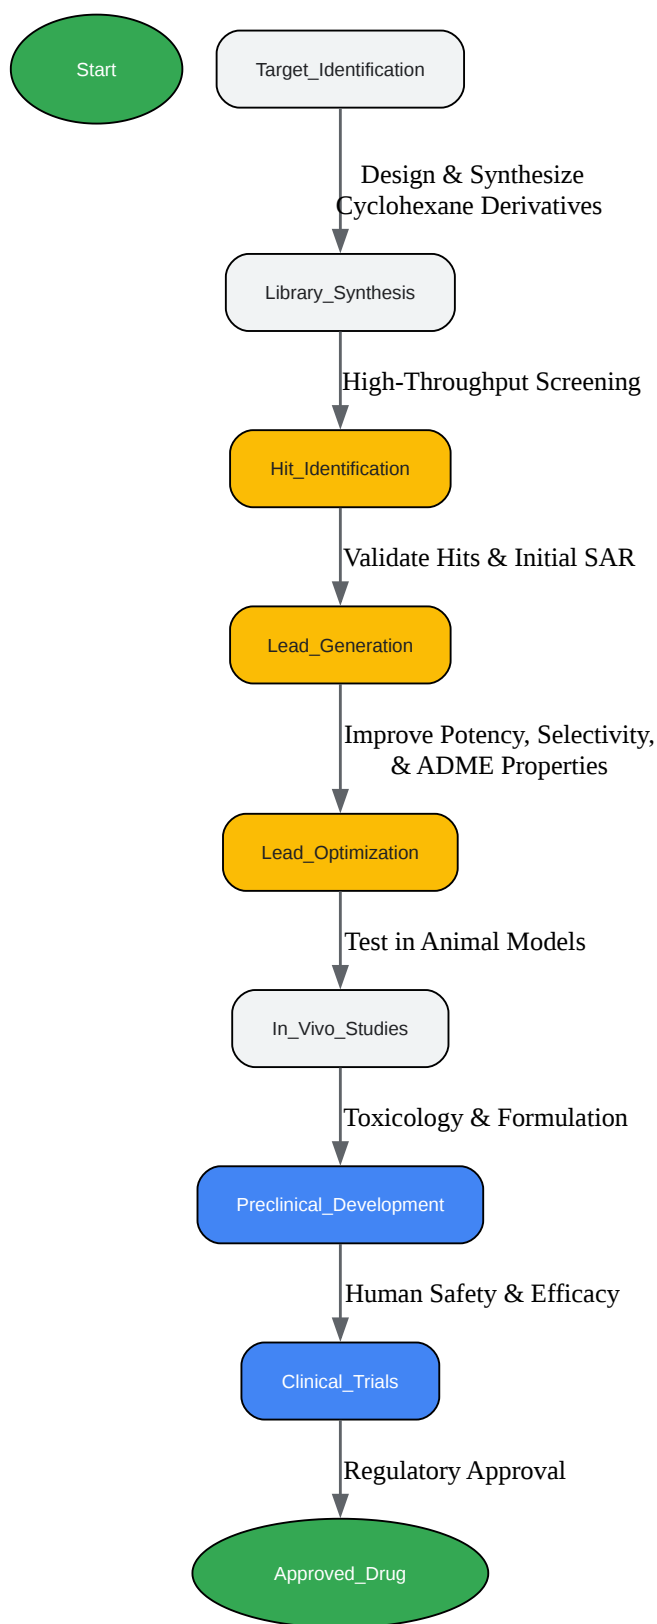 Start
Target_Identification
Design & Synthesize
Cyclohexane Derivatives
Library_Synthesis
High-Throughput Screening
Hit_Identification
Validate Hits & Initial SAR
Lead_Generation
Improve Potency, Selectivity,
& ADME Properties
Lead_Optimization
Test in Animal Models
In_Vivo_Studies
Toxicology & Formulation
Preclinical_Development
Human Safety & Efficacy
Clinical_Trials
Regulatory Approval
Approved_Drug